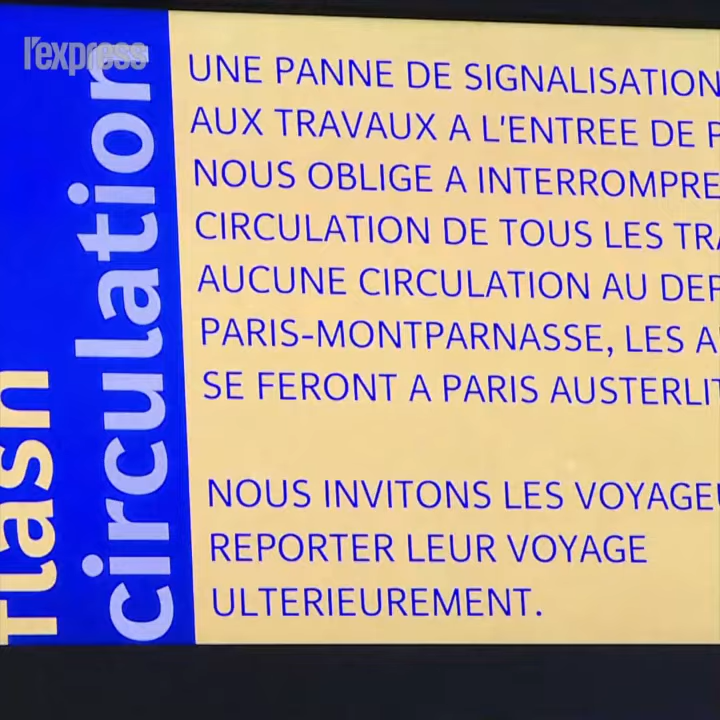 l'express
flash
circulation
UNE PANNE DE SIGNALISATION
AUX TRAVAUX A L'ENTREE DE
NOUS OBLIGE A INTERROMPRE
CIRCULATION DE TOUS LES
AUCUNE CIRCULATION AU
PARIS-MONTPARNASSE, LES
SE FERONT A PARIS
NOUS INVITONS LES
REPORTER LEUR VOYAGE
ULTERIEUREMENT.